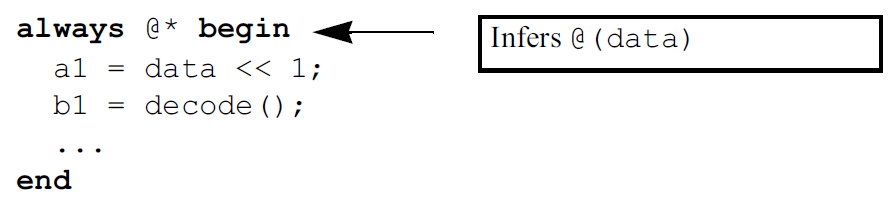 always @* begin
Infers @(data)
a1 = data << 1;
b1 = decode();
...
end